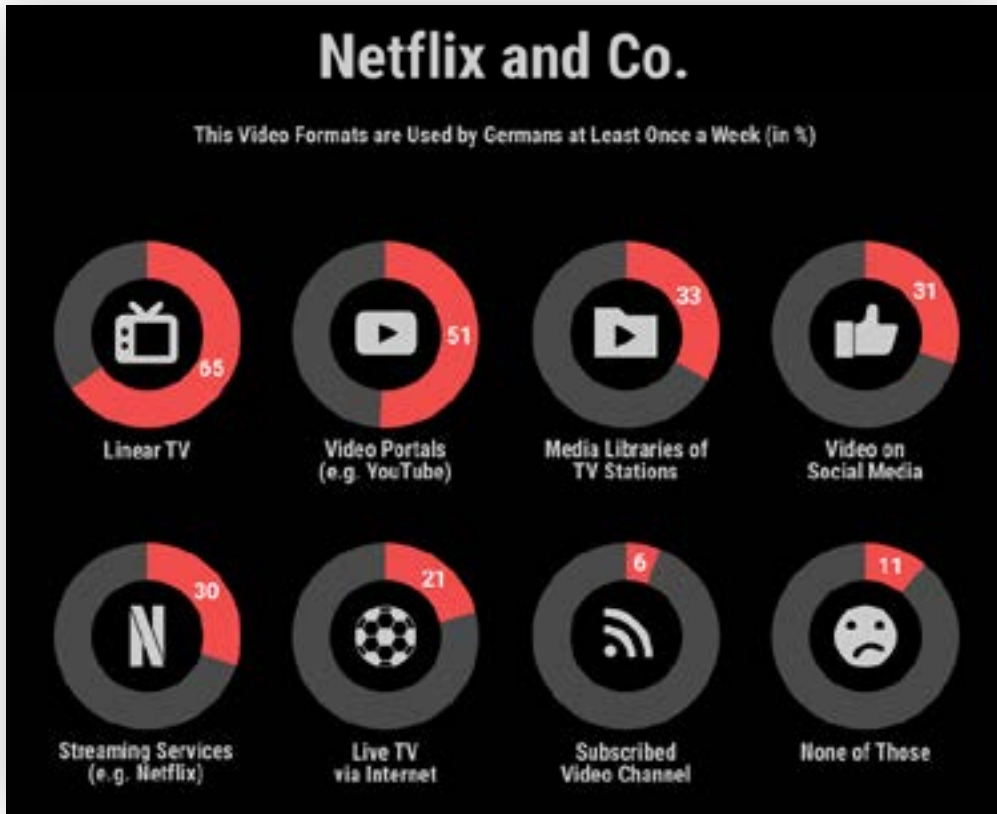 Netflix and Co.
This Video Formats are Used by Germans at Least Once a Week (in %)
65
51
33
31
Linear TV
Video Portals
(e.g. YouTube)
Media Libraries of
TV Stations
Video on
Social Media
30
21
6
11
Streaming Services
(e.g. Netflix)
Live TV
via Internet
Subscribed
Video Channel
None of Those